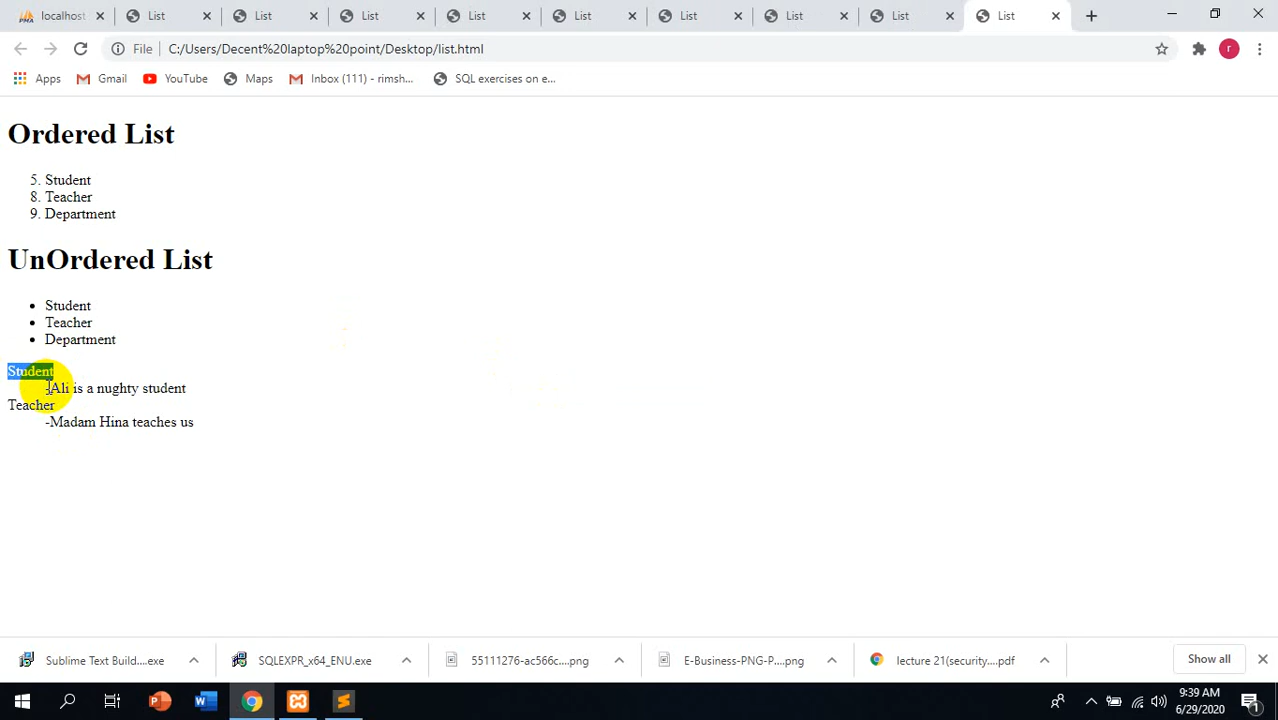 localhost List List List List List List List List List
File C:/Users/Decent%20laptop%20point/Desktop/list.html r
Apps Gmail YouTube Maps Inbox (111) - rimsh... SQL exercises on e...
Ordered List
5. Student
8. Teacher
9. Department
UnOrdered List
• Student
• Teacher
• Department
Student
-Ali is a nughty student
Teacher
-Madam Hina teaches us
Sublime Text Build....exe SQLEXPR_x64_ENU.exe 55111276-ac566c....png E-Business-PNG-P....png lecture 21(security....pdf Show all
9:39 AM
6/29/2020